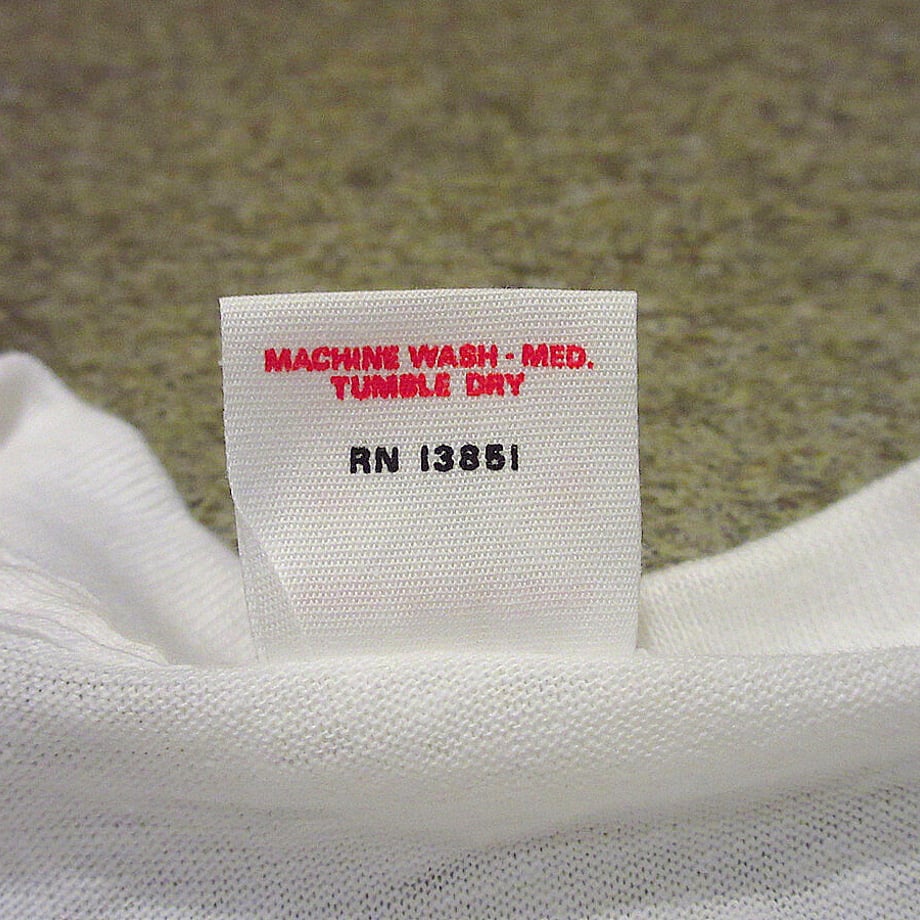 MACHINE WASH - MED.
TUMBLE DRY
RN 13851